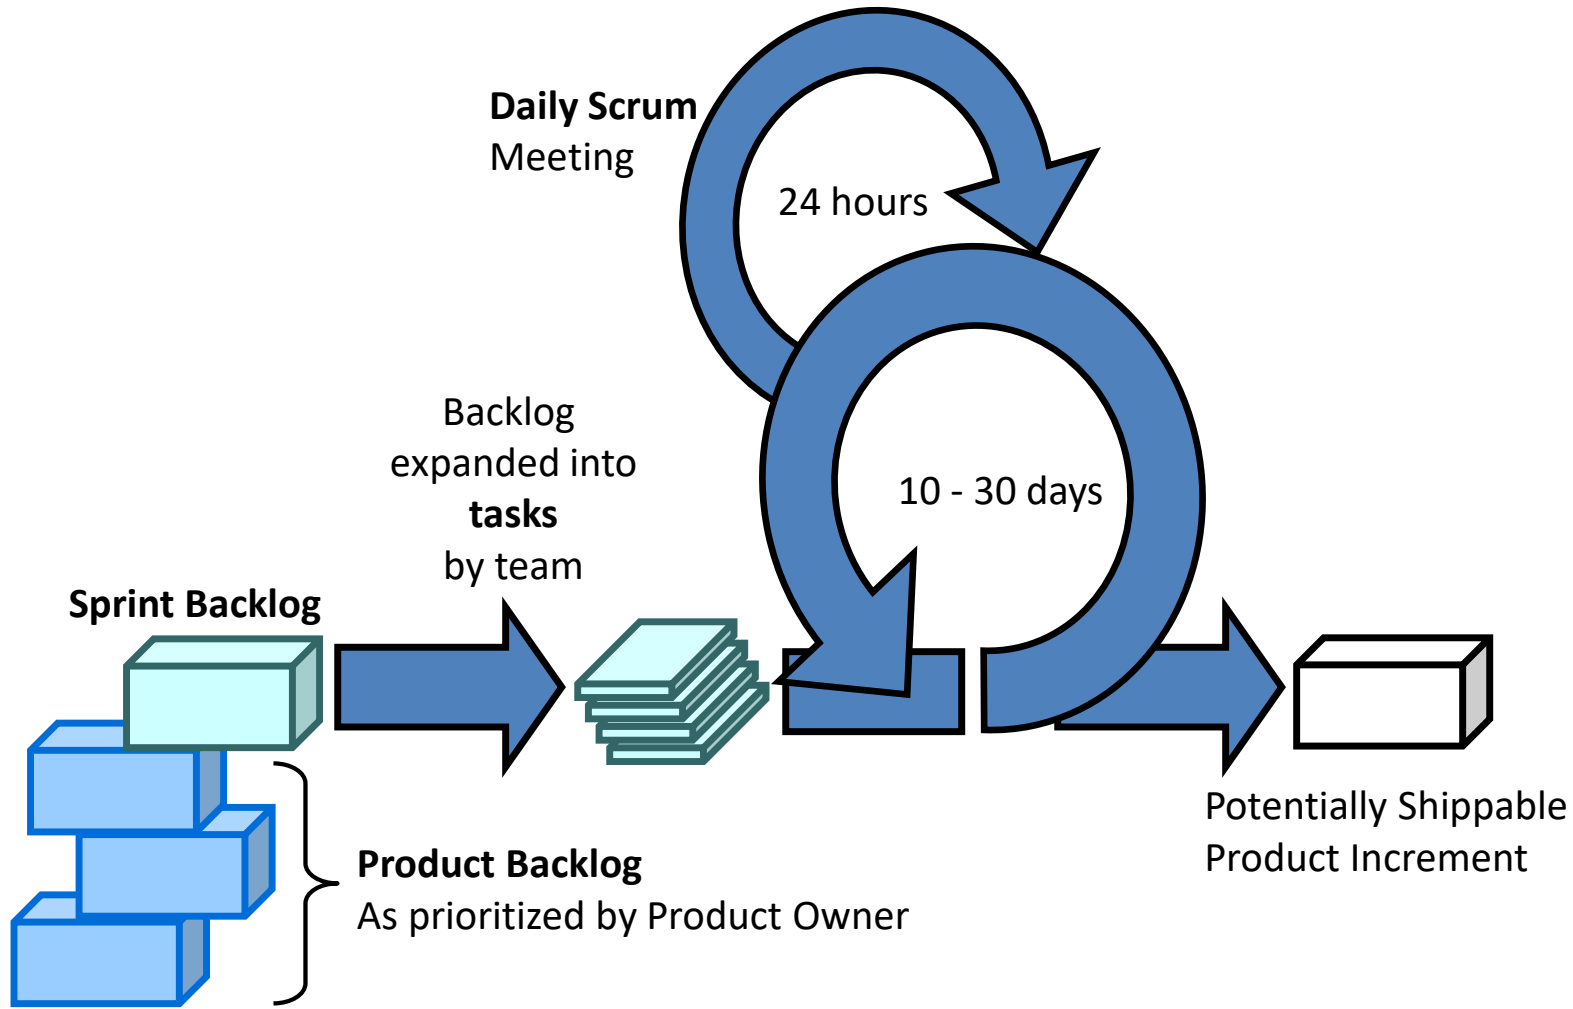 Daily Scrum
Meeting
24 hours
Backlog
expanded into
tasks
by team
10 - 30 days
Sprint Backlog
Potentially Shippable
Product Increment
Product Backlog
As prioritized by Product Owner